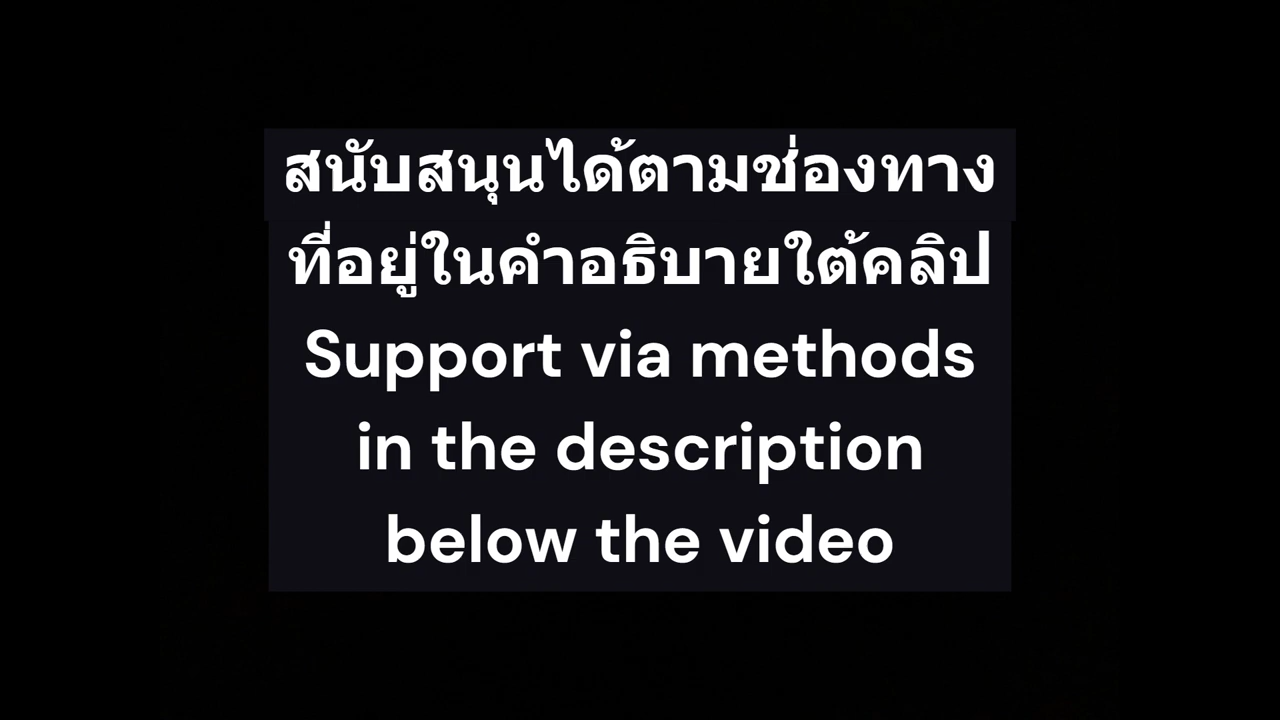 สนับสนุนได้ตามช่องทาง
ที่อยู่ในคำอธิบายใต้คลิป
Support via methods
in the description
below the video